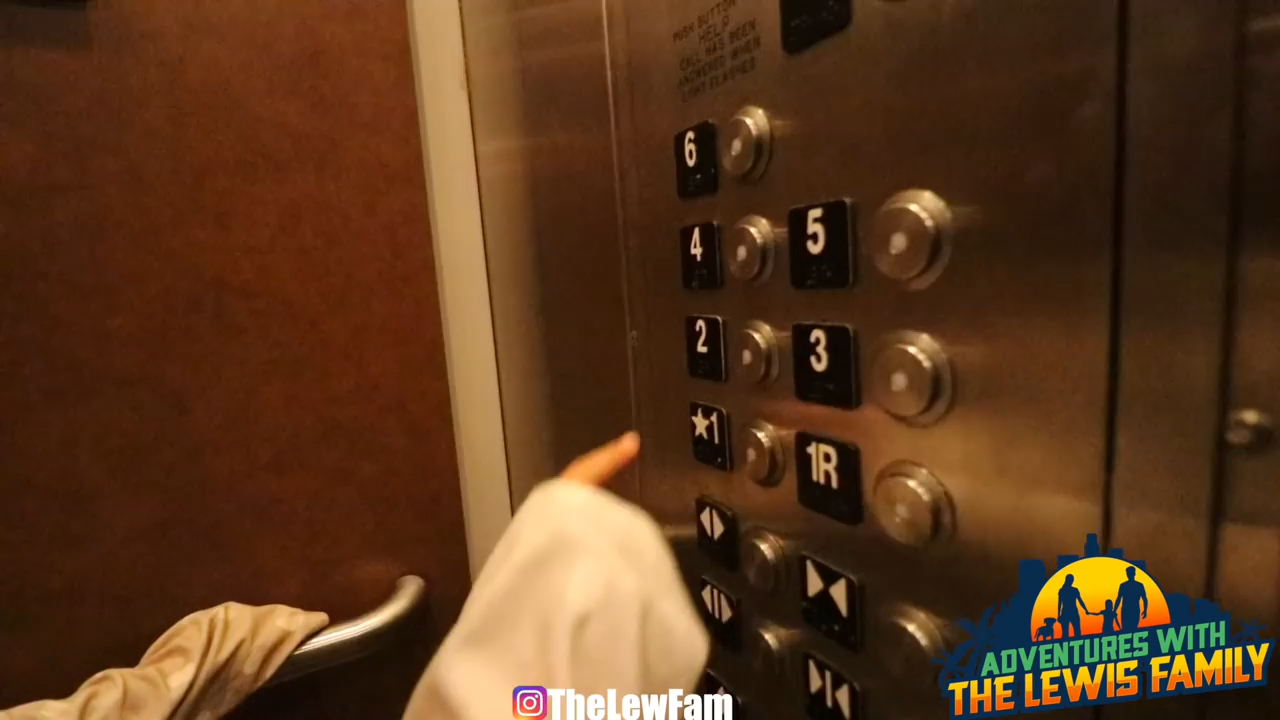 PUSH BUTTON
HELP
CALL HAS BEEN
ANSWERED WHEN
LIGHT FLASHES
6
4
5
2
3
★1
1R
ADVENTURES WITH
THE LEWIS FAMILY
TheLewFam